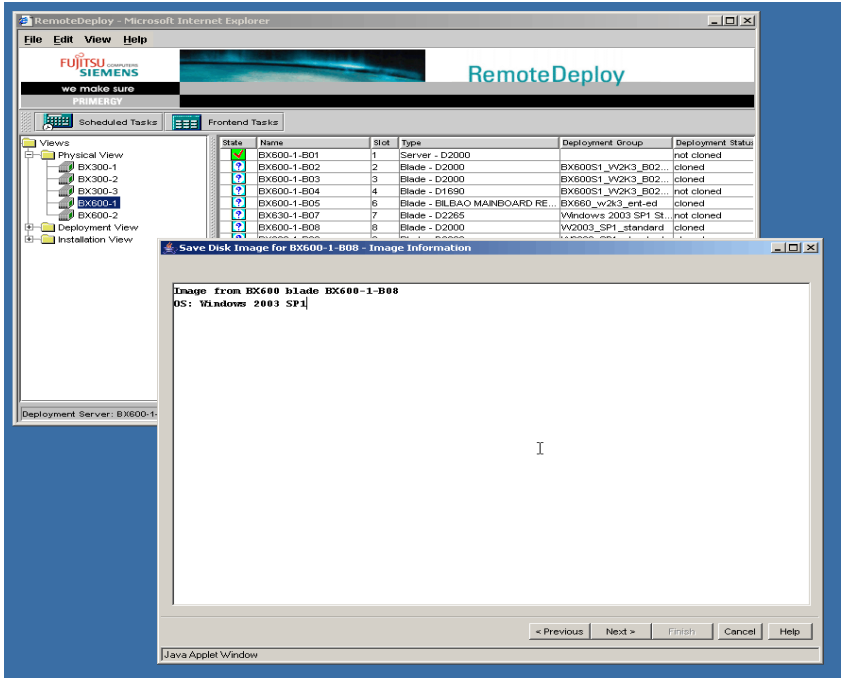 RemoteDeploy - Microsoft Internet Explorer
File Edit View Help
FUJITSU COMPUTERS
SIEMENS
we make sure
PRIMERGY
RemoteDeploy
Scheduled Tasks Frontend Tasks
Views
Physical View
BX300-1
BX300-2
BX300-3
BX600-1
BX600-2
Deployment View
Installation View
State Name Slot Type Deployment Group Deployment Status
BX600-1-B01 1 Server - D2000 not cloned
BX600-1-B02 2 Blade - D2000 BX600S1_W2K3_B02... cloned
BX600-1-B03 3 Blade - D2000 BX600S1_W2K3_B02... cloned
BX600-1-B04 4 Blade - D1690 BX600S1_W2K3_B02... not cloned
BX600-1-B05 6 Blade - BILBAO MAINBOARD RE... BX660_w2k3_ent-ed cloned
BX630-1-B07 7 Blade - D2265 Windows 2003 SP1 St... not cloned
BX600-1-B08 8 Blade - D2000 W2003_SP1_standard cloned
Deployment Server: BX600-1-
Save Disk Image for BX600-1-B08 - Image Information
Image from BX600 blade BX600-1-B08
OS: Windows 2003 SP1
< Previous Next > Finish Cancel Help
Java Applet Window